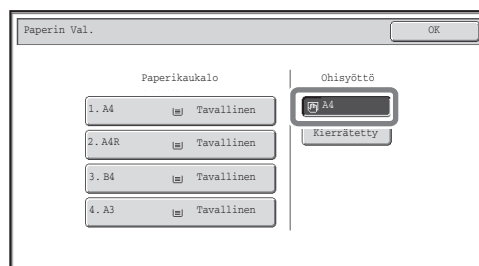 Paperin Val.
OK
Paperikaukalo
Ohisyöttö
1. A4 Tavallinen
A4
2. A4R Tavallinen
Kierrätetty
3. B4 Tavallinen
4. A3 Tavallinen